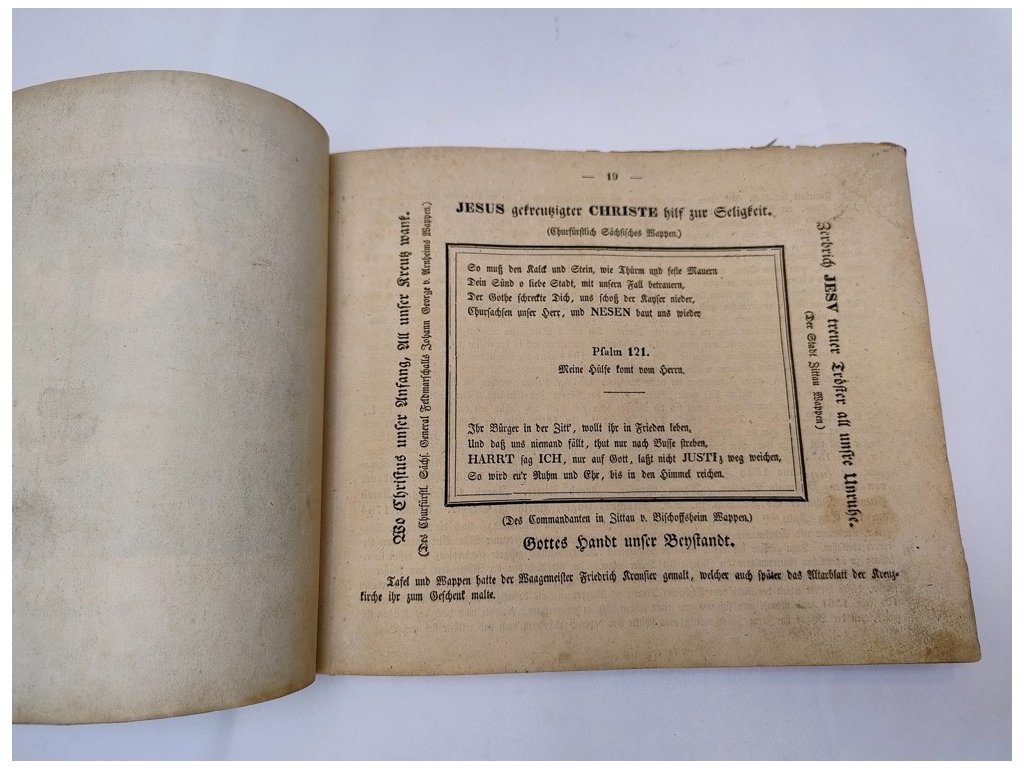 — 19 —
JESUS gekreutzigter CHRISTE hilf zur Seligkeit.
(Churfürstlich Sächsisches Wappen.)
Wo Christus unser Anfang, All unser Kreutz wank.
(Des Churfürstl. Sächs. General Feldmarschalls Johann George v. Arnheims Wappen.)
So muß den Kalck und Stein, wie Thürm und feste Mauern
Dein Sünd o liebe Stadt, mit unsern Fall betrauern,
Der Gothe schreckte Dich, uns schoß der Kayser nieder,
Chursachsen unser Herr, und NESEN baut uns wieder
Psalm 121.
Meine Hülfe komt vom Herrn.
Ihr Bürger in der Zitt', wollt ihr in Frieden leben,
Und daß uns niemand fällt, thut nur nach Busse streben,
HARRT sag ICH, nur auf Gott, laßt nicht JUSTIz weg weichen,
So wird eu'r Ruhm und Ehr, bis in den Himmel reichen.
Zerbrich JESV treuer Tröster all unsre Unruhe.
(Der Stadt Zittau Wappen)
(Des Commandanten in Zittau v. Bischoffsheim Wappen.)
Gottes Handt unser Beystandt.
Tafel und Wappen hatte der Waagemeister Friedrich Kremsier gemalt, welcher auch später das Altarblatt der Kreuz-
kirche ihr zum Geschenk malte.